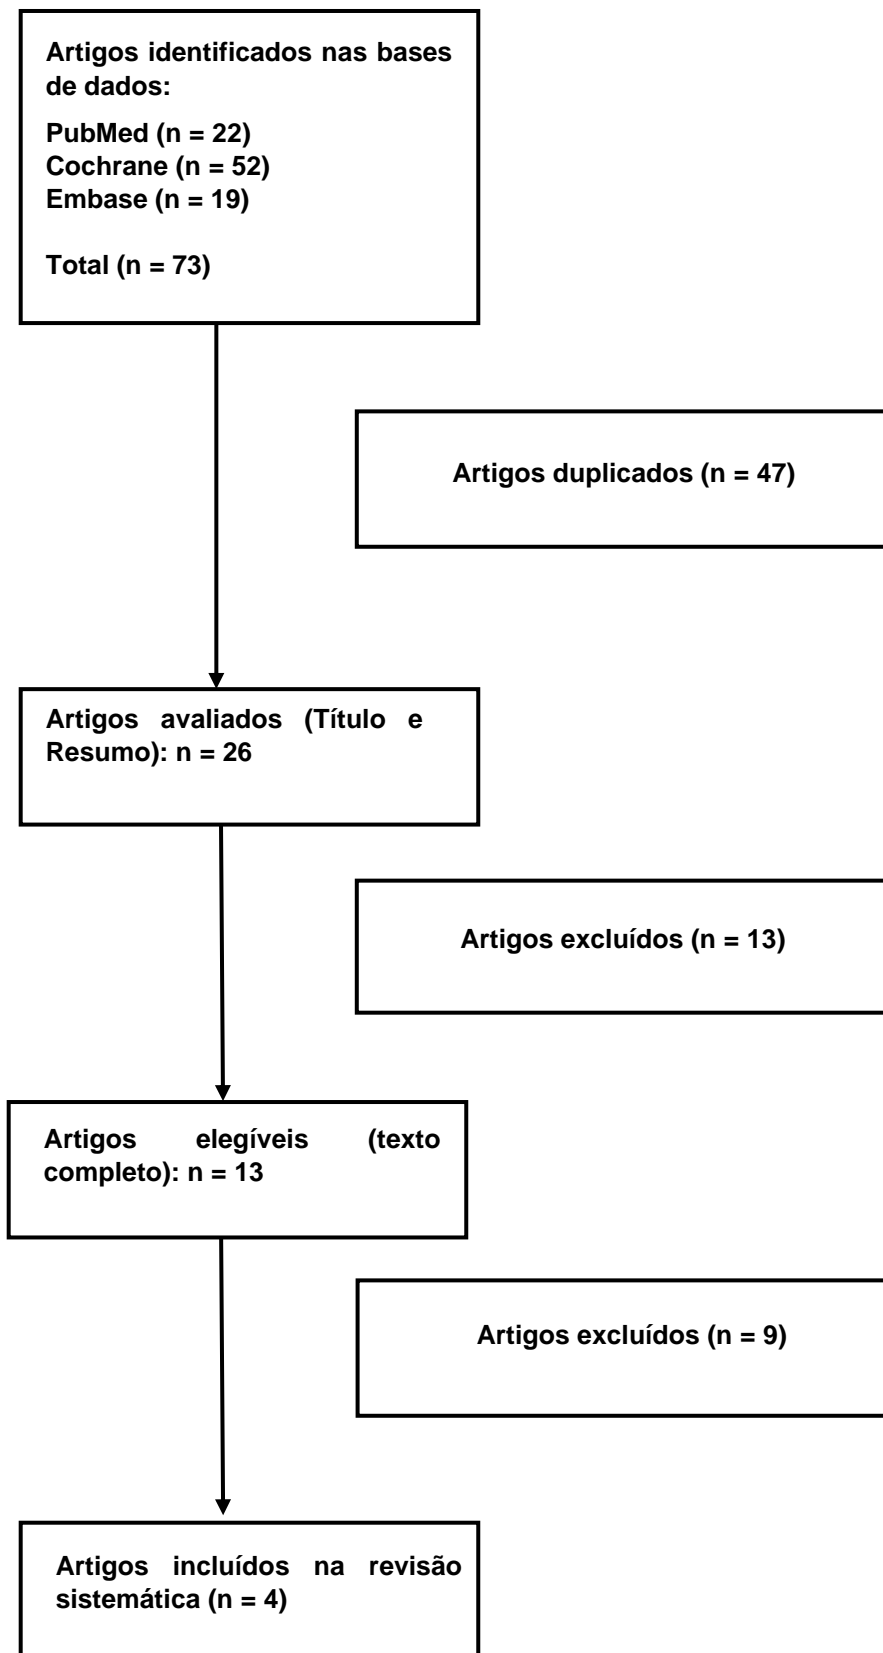 Artigos identificados nas bases
de dados:
PubMed (n = 22)
Cochrane (n = 52)
Embase (n = 19)
Total (n = 73)
Artigos duplicados (n = 47)
Artigos avaliados (Título e
Resumo): n = 26
Artigos excluídos (n = 13)
Artigos elegíveis (texto
completo): n = 13
Artigos excluídos (n = 9)
Artigos incluídos na revisão
sistemática (n = 4)